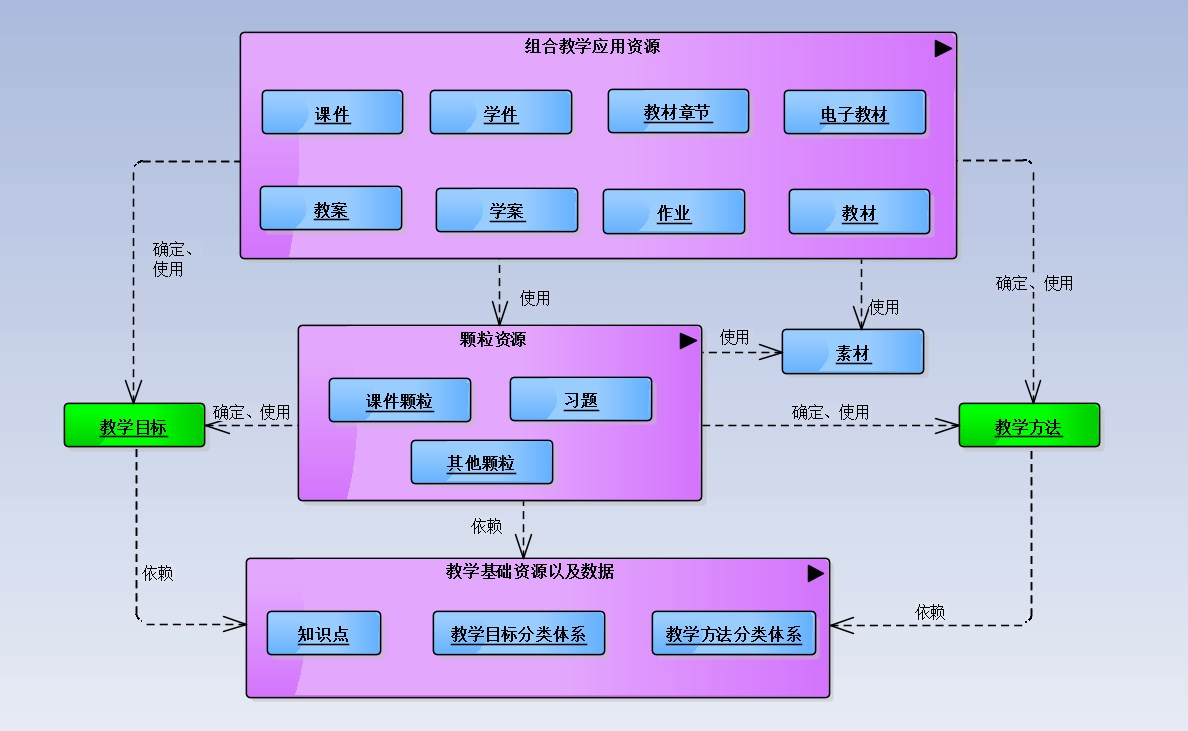 组合教学应用资源
课件
学件
教材章节
电子教材
教案
学案
作业
教材
确定、
使用
使用
使用
确定、使用
颗粒资源
使用
素材
课件颗粒
习题
确定、使用
确定、使用
教学目标
教学方法
其他颗粒
依赖
教学基础资源以及数据
依赖
依赖
知识点
教学目标分类体系
教学方法分类体系